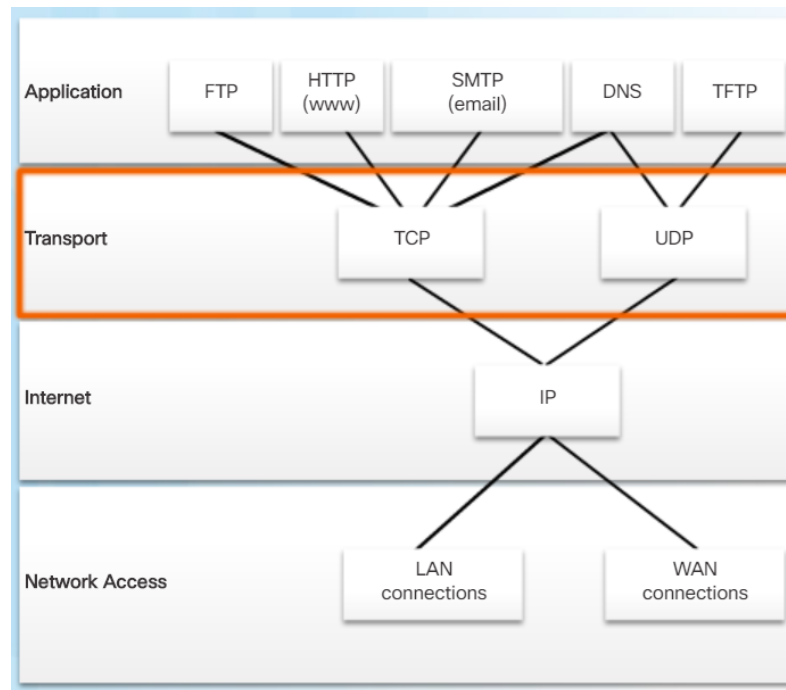 Application
FTP
HTTP
(www)
SMTP
(email)
DNS
TFTP
Transport
TCP
UDP
Internet
IP
Network Access
LAN
connections
WAN
connections